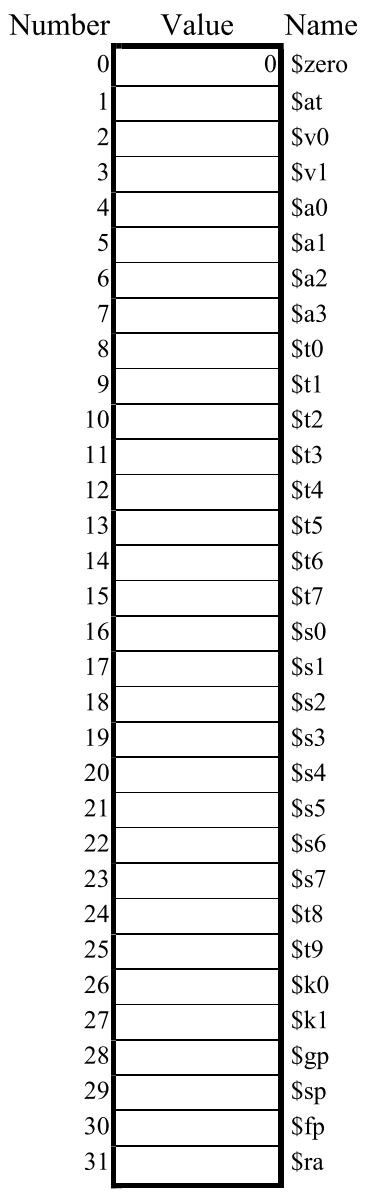 Number Value Name
0 0 $zero
1 $at
2 $v0
3 $v1
4 $a0
5 $a1
6 $a2
7 $a3
8 $t0
9 $t1
10 $t2
11 $t3
12 $t4
13 $t5
14 $t6
15 $t7
16 $s0
17 $s1
18 $s2
19 $s3
20 $s4
21 $s5
22 $s6
23 $s7
24 $t8
25 $t9
26 $k0
27 $k1
28 $gp
29 $sp
30 $fp
31 $ra